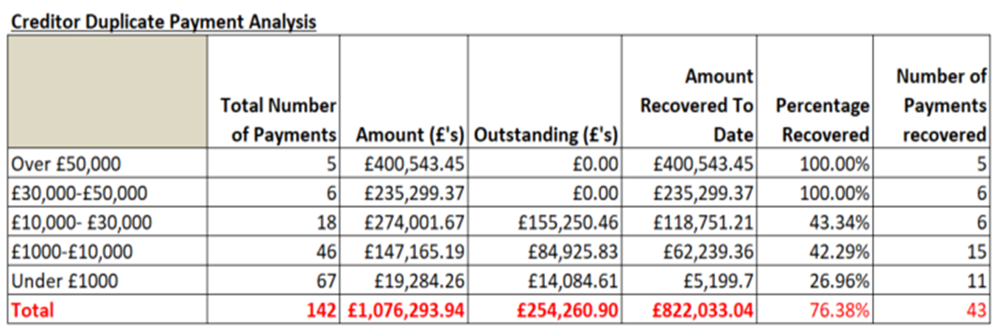 Creditor Duplicate Payment Analysis
Total Number of Payments Amount (£'s) Outstanding (£'s) Amount Recovered To Date Percentage Recovered Number of Payments recovered
Over £50,000 5 £400,543.45 £0.00 £400,543.45 100.00% 5
£30,000-£50,000 6 £235,299.37 £0.00 £235,299.37 100.00% 6
£10,000- £30,000 18 £274,001.67 £155,250.46 £118,751.21 43.34% 6
£1000-£10,000 46 £147,165.19 £84,925.83 £62,239.36 42.29% 15
Under £1000 67 £19,284.26 £14,084.61 £5,199.7 26.96% 11
Total 142 £1,076,293.94 £254,260.90 £822,033.04 76.38% 43